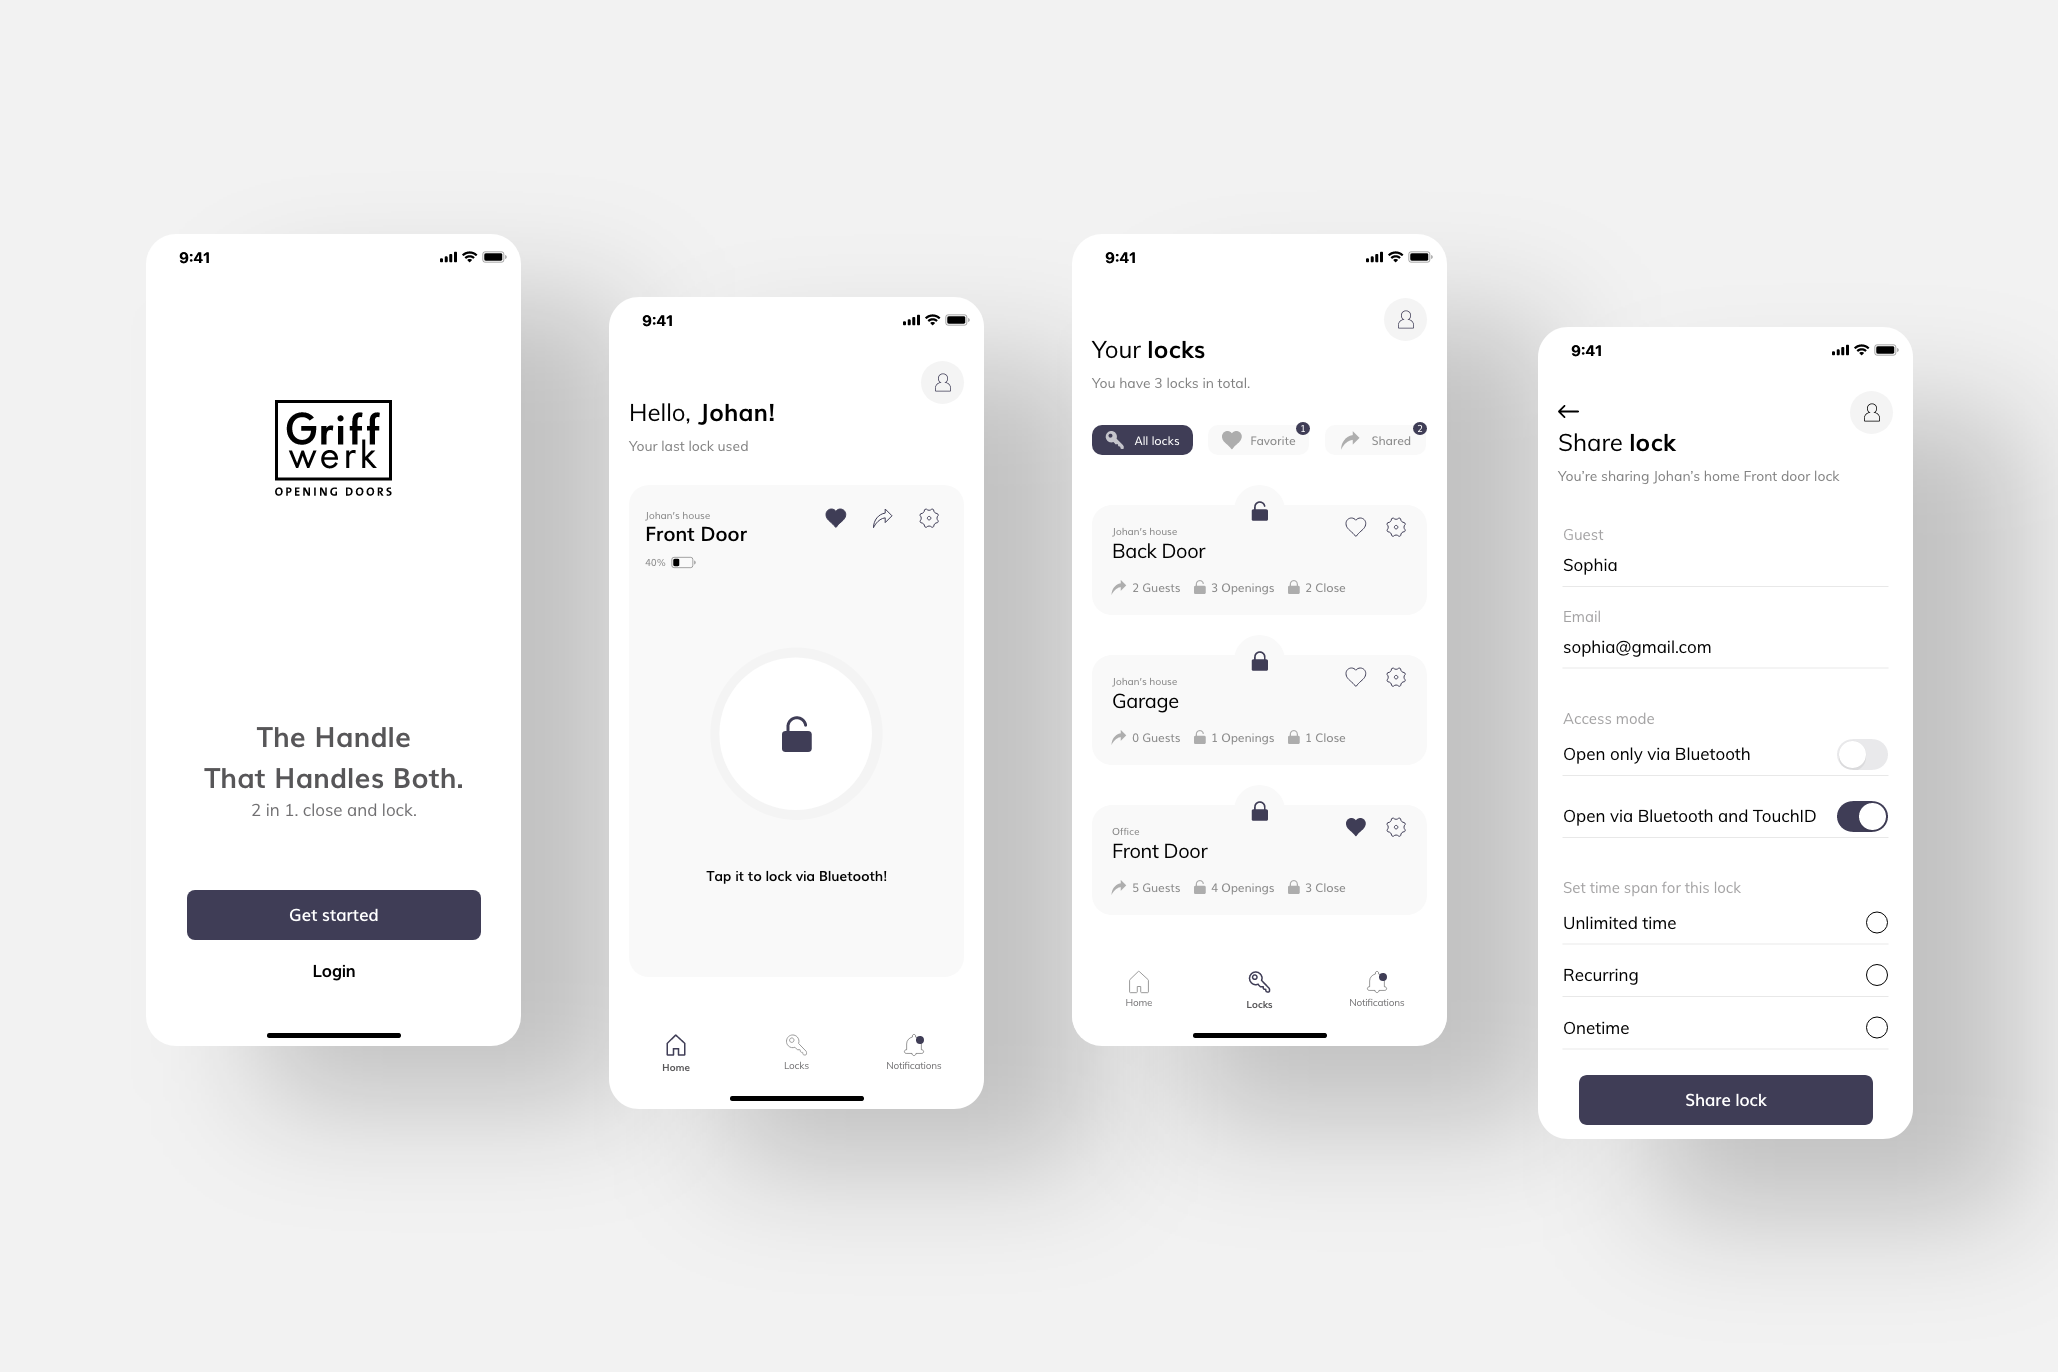 9:41
Griff
werk
OPENING DOORS
The Handle
That Handles Both.
2 in 1. close and lock.
Get started
Login
9:41
Hello, Johan!
Your last lock used
Johan's house
Front Door
40%
Tap it to lock via Bluetooth!
Home
Locks
Notifications
9:41
Your locks
You have 3 locks in total.
All locks
Favorite
1
Shared
2
Johan's house
Back Door
2 Guests 3 Openings 2 Close
Johan's house
Garage
0 Guests 1 Openings 1 Close
Office
Front Door
5 Guests 4 Openings 3 Close
Home
Locks
Notifications
9:41
Share lock
You're sharing Johan's home Front door lock
Guest
Sophia
Email
sophia@gmail.com
Access mode
Open only via Bluetooth
Open via Bluetooth and TouchID
Set time span for this lock
Unlimited time
Recurring
Onetime
Share lock